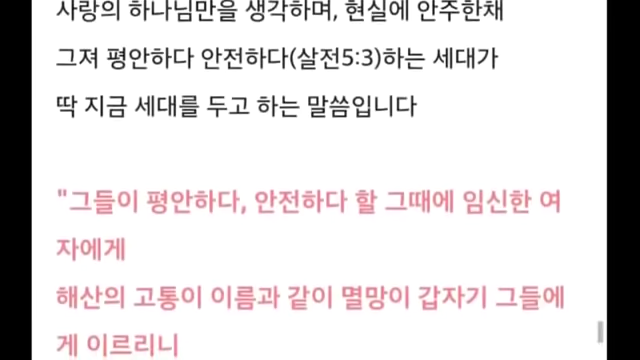 사랑의 하나님만을 생각하며, 현실에 안주한채
그져 평안하다 안전하다(살전5:3)하는 세대가
딱 지금 세대를 두고 하는 말씀입니다
"그들이 평안하다, 안전하다 할 그때에 임신한 여
자에게
해산의 고통이 이름과 같이 멸망이 갑자기 그들에
게 이르리니